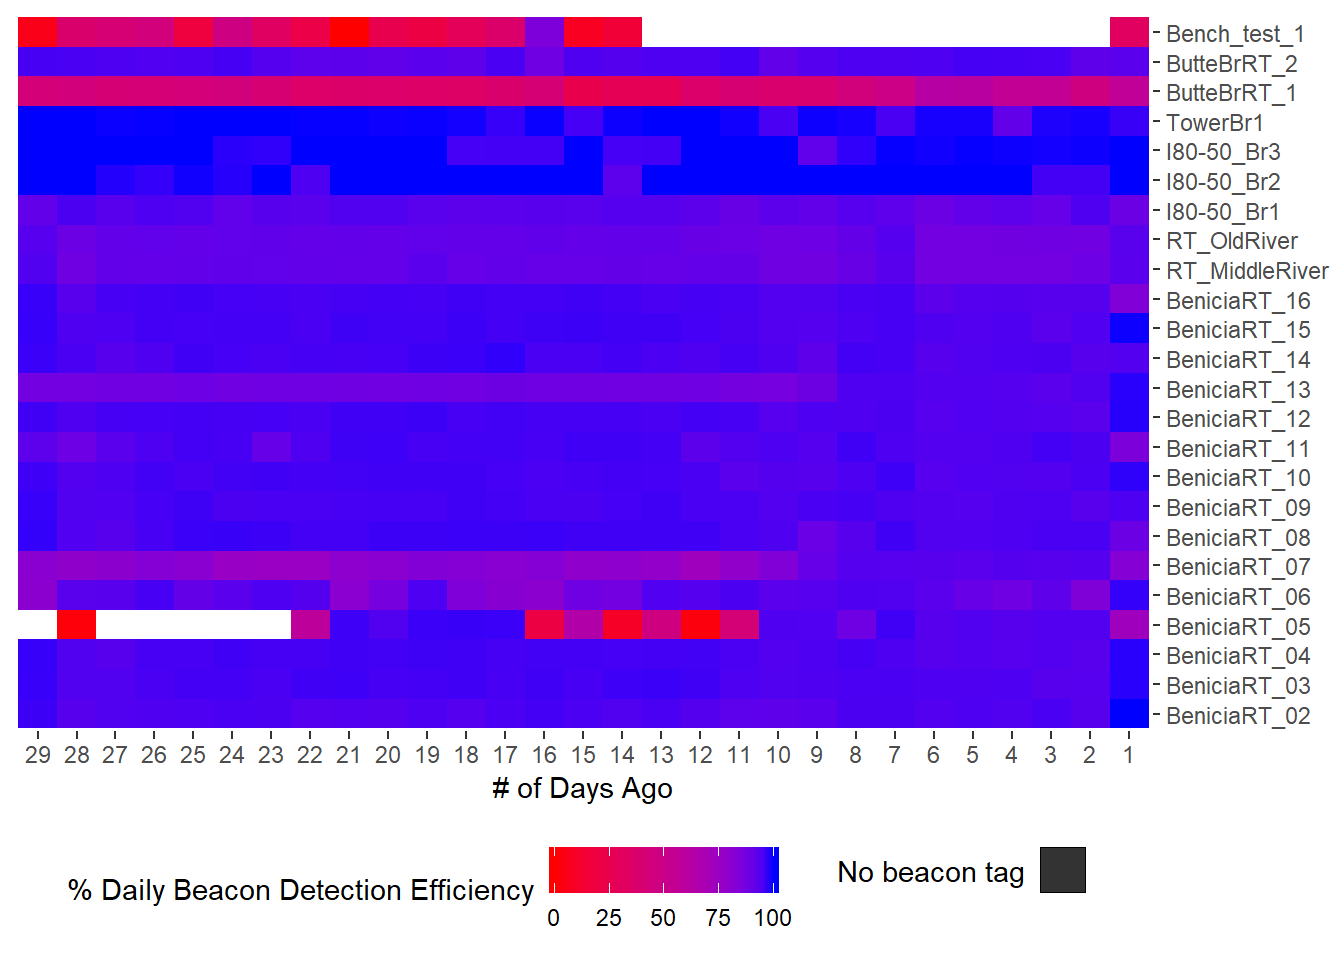 Bench_test_1
ButteBrRT_2
ButteBrRT_1
TowerBr1
I80-50_Br3
I80-50_Br2
I80-50_Br1
RT_OldRiver
RT_MiddleRiver
BeniciaRT_16
BeniciaRT_15
BeniciaRT_14
BeniciaRT_13
BeniciaRT_12
BeniciaRT_11
BeniciaRT_10
BeniciaRT_09
BeniciaRT_08
BeniciaRT_07
BeniciaRT_06
BeniciaRT_05
BeniciaRT_04
BeniciaRT_03
BeniciaRT_02
29 28 27 26 25 24 23 22 21 20 19 18 17 16 15 14 13 12 11 10 9 8 7 6 5 4 3 2 1
# of Days Ago
% Daily Beacon Detection Efficiency
0 25 50 75 100
No beacon tag